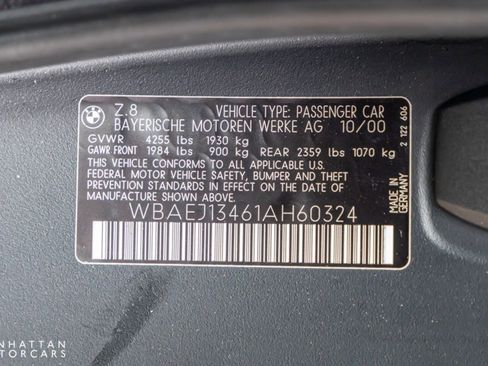 BMW
Z.8 VEHICLE TYPE: PASSENGER CAR
BAYERISCHE MOTOREN WERKE AG 10/00
GVWR 4255 lbs 1930 kg
GAWR FRONT 1984 lbs 900 kg REAR 2359 lbs 1070 kg
THIS VEHICLE CONFORMS TO ALL APPLICABLE U.S.
FEDERAL MOTOR VEHICLE SAFETY, BUMPER AND THEFT
PREVENTION STANDARDS IN EFFECT ON THE DATE OF
MANUFACTURE SHOWN ABOVE.
WBAEJ13461AH60324
MADE IN
GERMANY
2 122 606
MANHATTAN
MOTORCARS